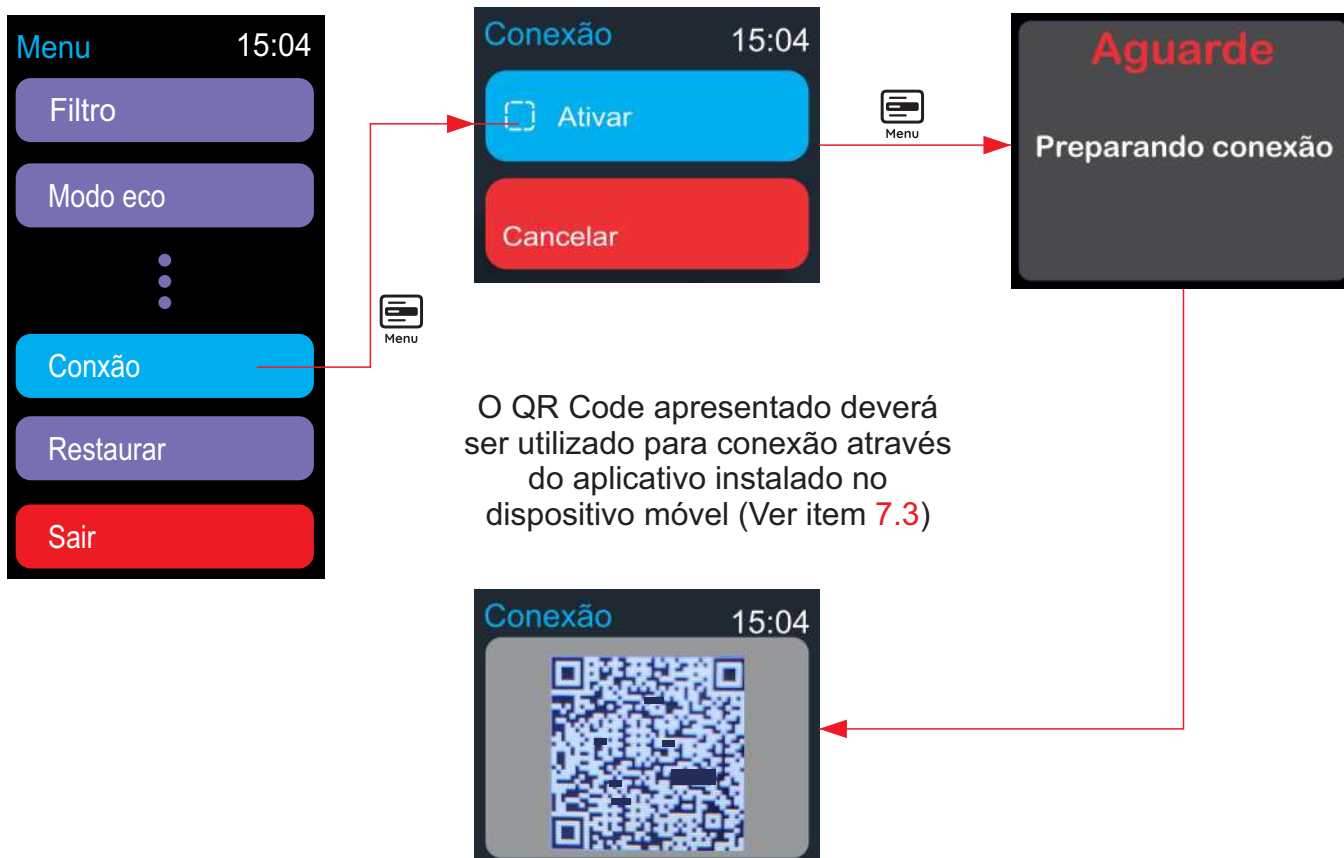 Menu 15:04
Filtro
Modo eco
Conxão
Restaurar
Sair
Menu
Conexão 15:04
Ativar
Cancelar
Menu
Aguarde
Preparando conexão
O QR Code apresentado deverá
ser utilizado para conexão através
do aplicativo instalado no
dispositivo móvel (Ver item 7.3)
Conexão 15:04